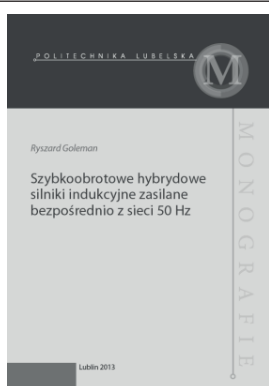 POLITECHNIKA LUBELSKA
M
MONOGRAFIE
Ryszard Goleman
Szybkoobrotowe hybrydowe
silniki indukcyjne zasilane
bezpośrednio z sieci 50 Hz
Lublin 2013